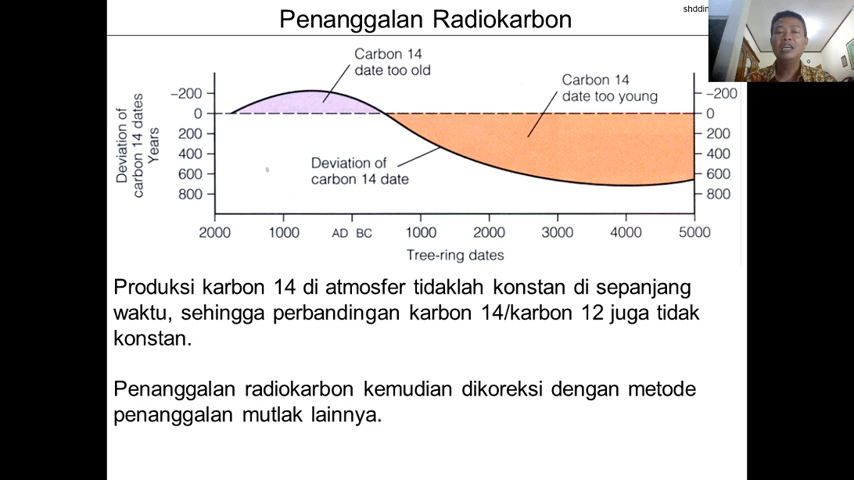 Penanggalan Radiokarbon
shddin
Carbon 14
date too old
Carbon 14
date too young
Deviation of
carbon 14 dates
Years
–200
0
200
400
600
800
–200
0
200
400
600
800
Deviation of
carbon 14 date
2000 1000 AD BC 1000 2000 3000 4000 5000
Tree-ring dates
Produksi karbon 14 di atmosfer tidaklah konstan di sepanjang
waktu, sehingga perbandingan karbon 14/karbon 12 juga tidak
konstan.
Penanggalan radiokarbon kemudian dikoreksi dengan metode
penanggalan mutlak lainnya.